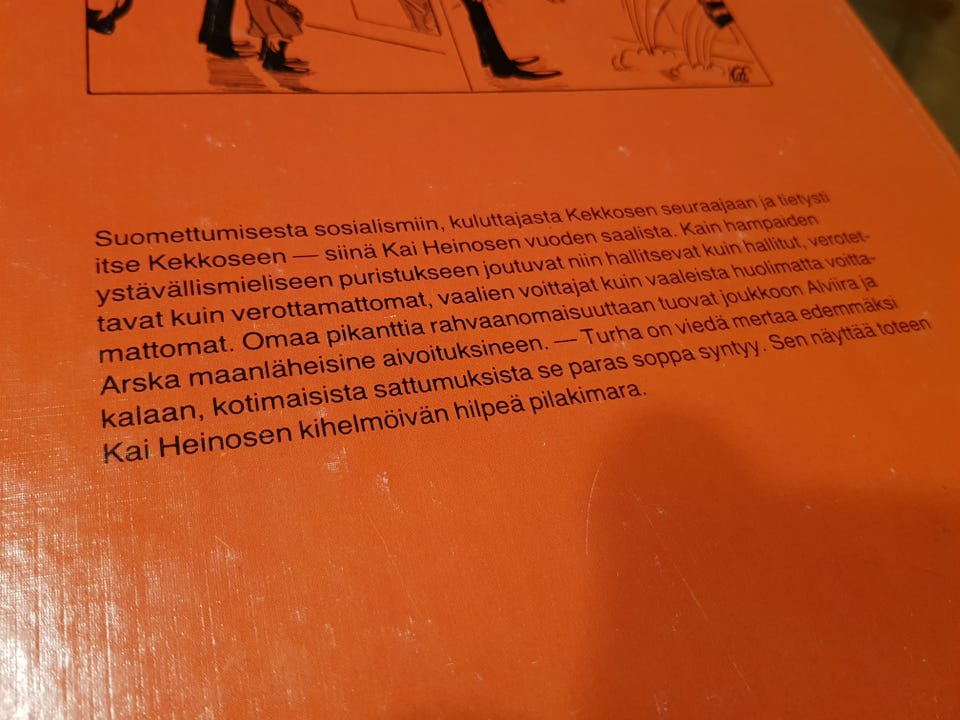 Suomettumisesta sosialismiin, kuluttajasta Kekkosen seuraajaan ja tietysti
itse Kekkoseen — siinä Kai Heinosen vuoden saalista. Kain hampaiden
ystävällismieliseen puristukseen joutuvat niin hallitsevat kuin hallitut, verotet-
tavat kuin verottamattomat, vaalien voittajat kuin vaaleista huolimatta voitta-
mattomat. Omaa pikanttia rahvaanomaisuuttaan tuovat joukkoon Alviira ja
Arska maanläheisine aivoituksineen. — Turha on viedä mertaa edemmäksi
kalaan, kotimaisista sattumuksista se paras soppa syntyy. Sen näyttää toteen
Kai Heinosen kihelmöivän hilpeä pilakimara.